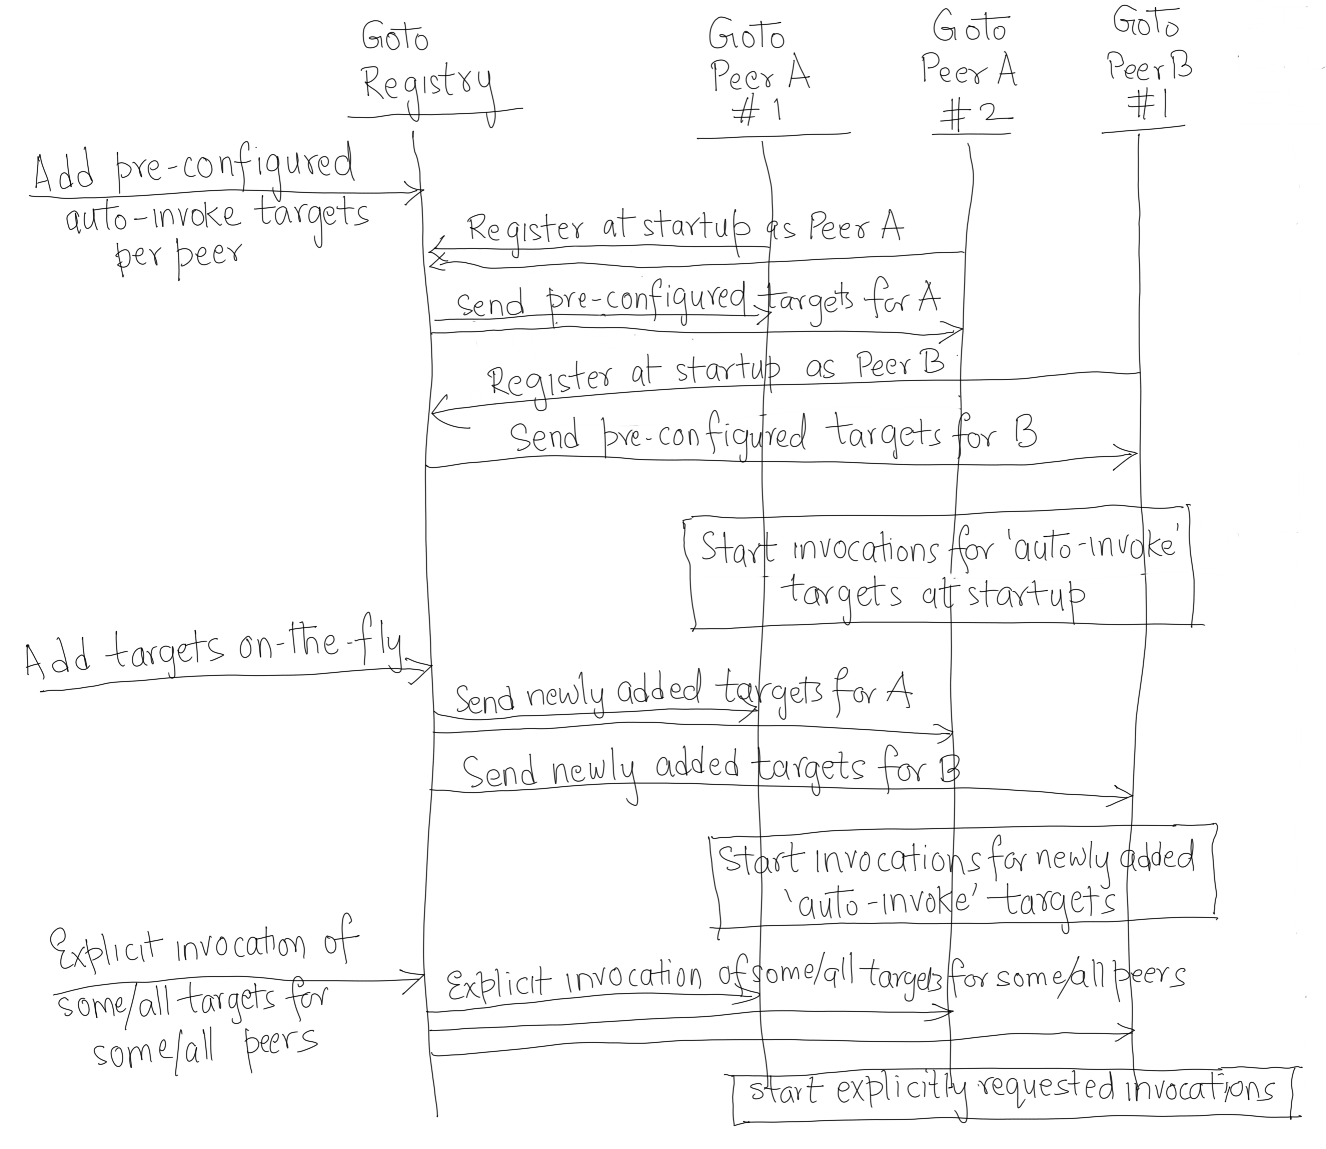 Goto
Registry
Goto
Peer A
# 1
Goto
Peer A
# 2
Goto
Peer B
#1
Add pre-configured
auto-invoke targets
per peer
Register at startup as Peer A
Send pre-configured targets for A
Register at startup as Peer B
Send pre-configured targets for B
Start invocations for 'auto-invoke'
targets at startup
Add targets on-the-fly
Send newly added targets for A
Send newly added targets for B
Start invocations for newly added
'auto-invoke' targets
Explicit invocation of
some/all targets for
some/all peers
Explicit invocation of some/all targets for some/all peers
start explicitly requested invocations